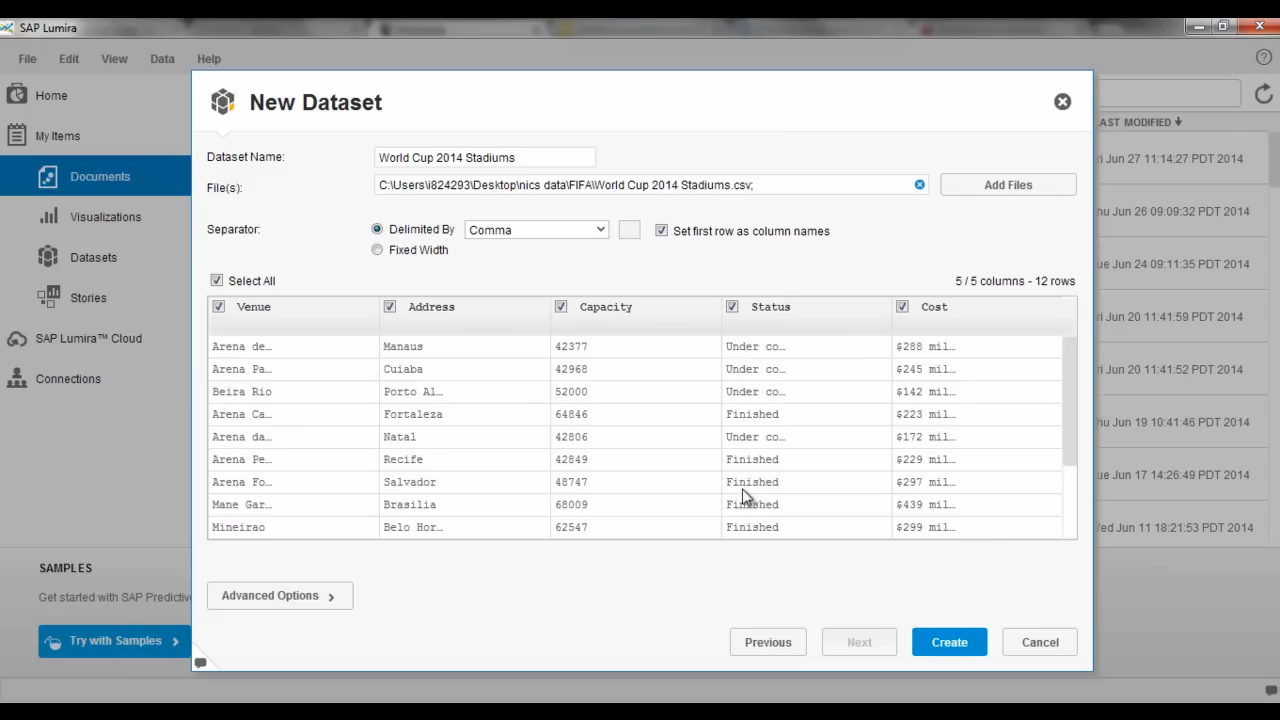 SAP Lumira
File Edit View Data Help
Home
My Items
Documents
Visualizations
Datasets
Stories
SAP Lumira™ Cloud
Connections
SAMPLES
Get started with SAP
Try with Samples
New Dataset
Dataset Name: World Cup 2014 Stadiums
File(s): C:\Users\i824293\Desktop\nics data\FIFA\World Cup 2014 Stadiums.csv; Add Files
Separator: Delimited By Comma Set first row as column names
Fixed Width
Select All 5 / 5 columns - 12 rows
Venue Address Capacity Status Cost
Arena de… Manaus 42377 Under co… $288 mil…
Arena Pa… Cuiaba 42968 Under co… $245 mil…
Beira Rio Porto Al… 52000 Under co… $142 mil…
Arena Ca… Fortaleza 64846 Finished $223 mil…
Arena da… Natal 42806 Under co… $172 mil…
Arena Pe… Recife 42849 Finished $229 mil…
Arena Fo… Salvador 48747 Finished $297 mil…
Mane Gar… Brasilia 68009 Finished $439 mil…
Mineirao Belo Hor… 62547 Finished $299 mil…
Advanced Options
Previous Next Create Cancel
LAST MODIFIED
Fri Jun 27 11:14:27 PDT 2014
Thu Jun 26 09:09:32 PDT 2014
Tue Jun 24 09:11:35 PDT 2014
Fri Jun 20 11:41:59 PDT 2014
Fri Jun 20 11:41:52 PDT 2014
Thu Jun 19 10:41:46 PDT 2014
Tue Jun 17 14:26:49 PDT 2014
Wed Jun 11 18:21:53 PDT 2014